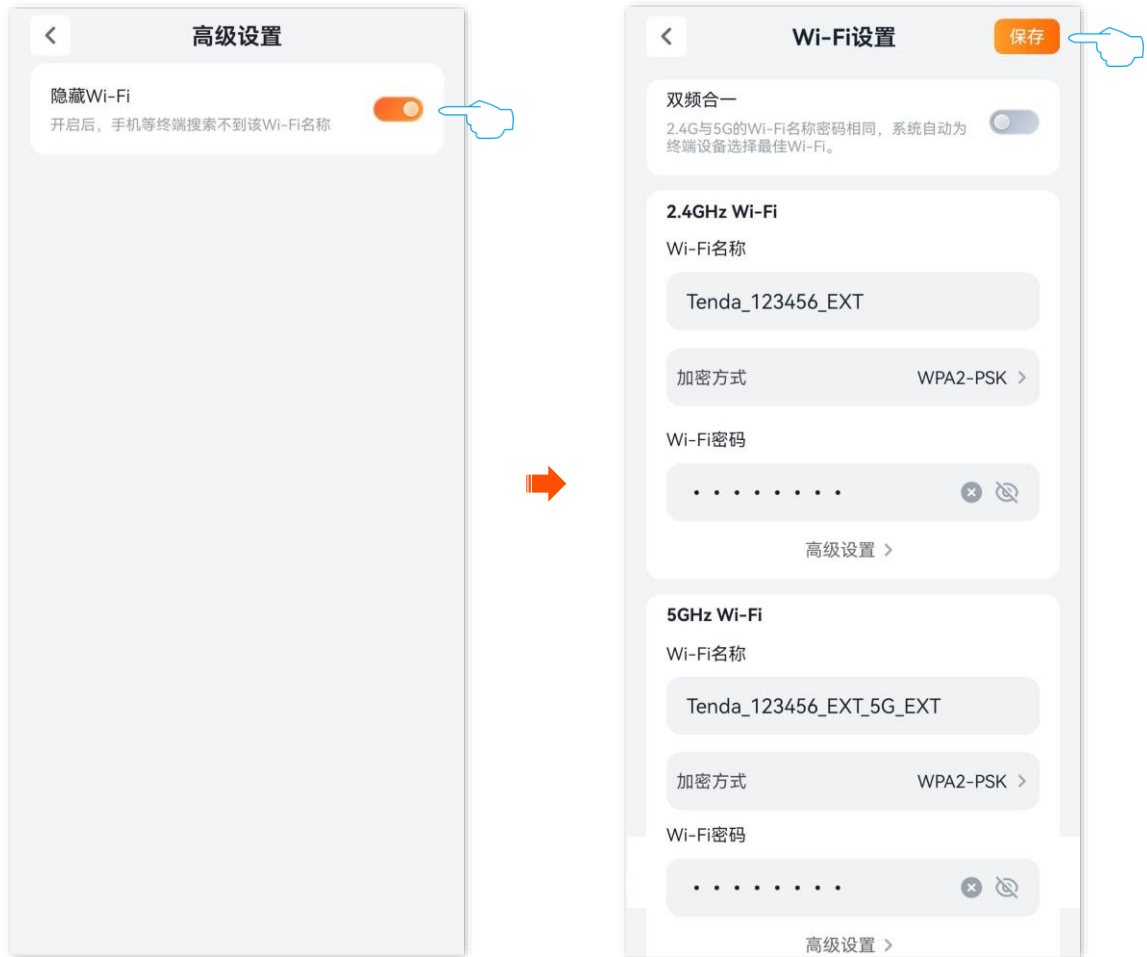 高级设置
隐藏Wi-Fi
开启后，手机等终端搜索不到该Wi-Fi名称
Wi-Fi设置
保存
双频合一
2.4G与5G的Wi-Fi名称密码相同，系统自动为
终端设备选择最佳Wi-Fi。
2.4GHz Wi-Fi
Wi-Fi名称
Tenda_123456_EXT
加密方式 WPA2-PSK
Wi-Fi密码
高级设置
5GHz Wi-Fi
Wi-Fi名称
Tenda_123456_EXT_5G_EXT
加密方式 WPA2-PSK
Wi-Fi密码
高级设置